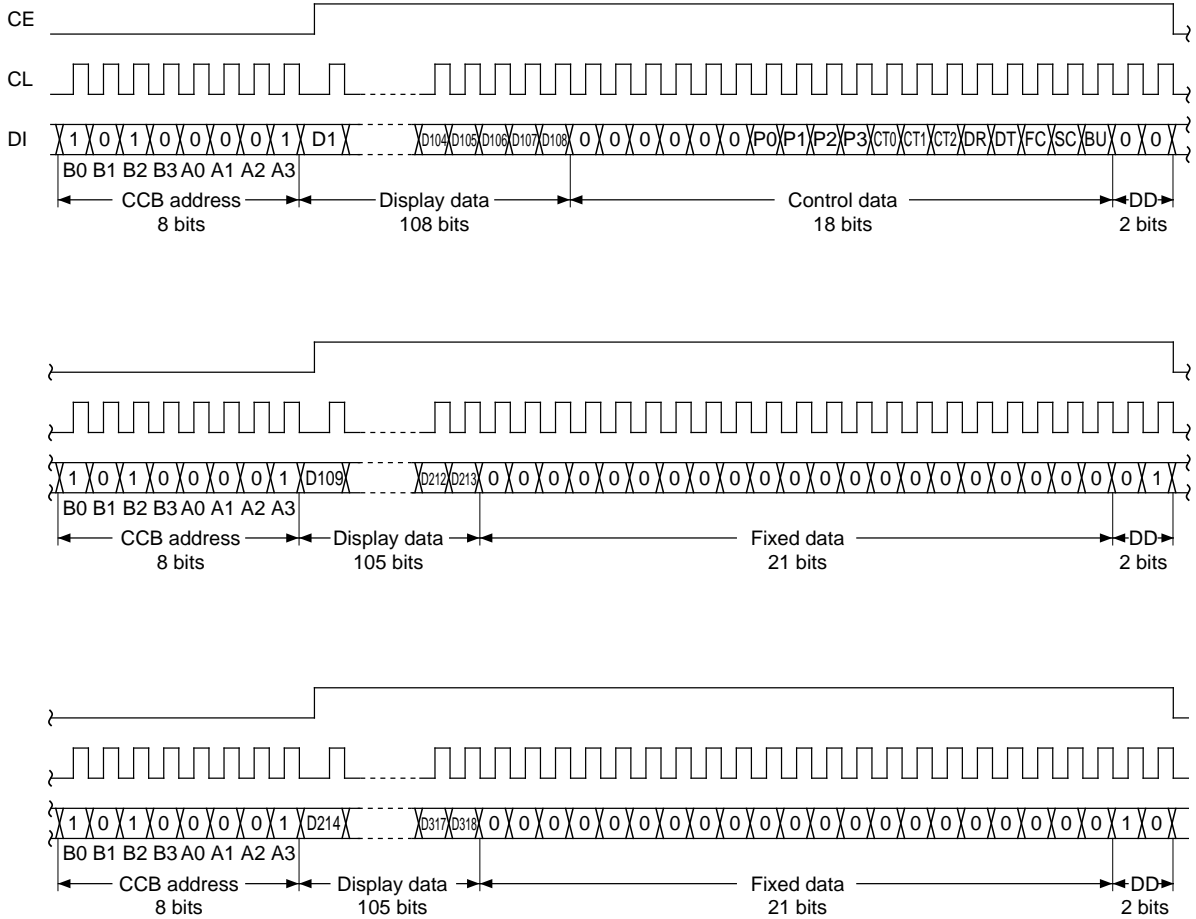 CE
CL
DI 1 0 1 0 0 0 0 1 D1 D104 D105 D106 D107 D108 0 0 0 0 0 0 P0 P1 P2 P3 CT0 CT1 CT2 DR DT FC SC BU 0 0
B0 B1 B2 B3 A0 A1 A2 A3
CCB address Display data Control data DD
8 bits 108 bits 18 bits 2 bits
1 0 1 0 0 0 0 1 D109 D212 D213 0 0 0 0 0 0 0 0 0 0 0 0 0 0 0 0 0 0 0 0 0 0 1
B0 B1 B2 B3 A0 A1 A2 A3
CCB address Display data Fixed data DD
8 bits 105 bits 21 bits 2 bits
1 0 1 0 0 0 0 1 D214 D317 D318 0 0 0 0 0 0 0 0 0 0 0 0 0 0 0 0 0 0 0 0 0 1 0
B0 B1 B2 B3 A0 A1 A2 A3
CCB address Display data Fixed data DD
8 bits 105 bits 21 bits 2 bits